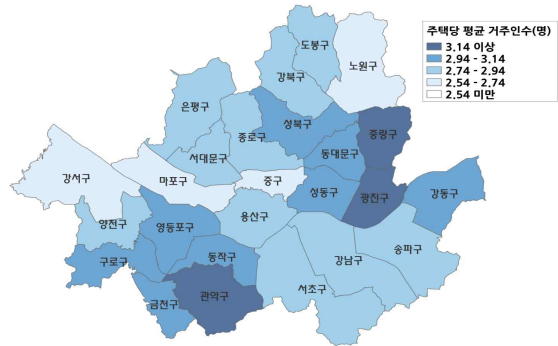 주택당 평균 거주인수(명)
3.14 이상
2.94 - 3.14
2.74 - 2.94
2.54 - 2.74
2.54 미만
도봉구
노원구
강북구
은평구
성북구
중랑구
종로구
동대문구
서대문구
강서구
마포구
중구
성동구
광진구
강동구
양천구
영등포구
용산구
송파구
구로구
동작구
강남구
서초구
금천구
관악구